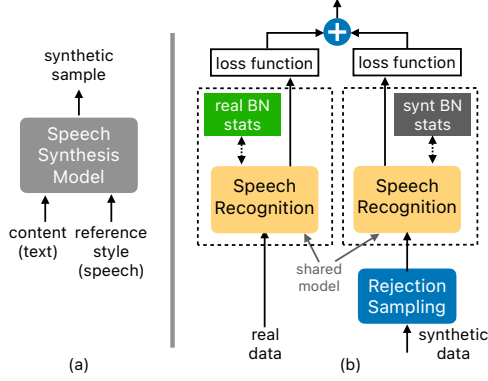 synthetic
sample
Speech
Synthesis
Model
content
(text)
reference
style
(speech)
(a)
+
loss function
loss function
real BN
stats
synt BN
stats
Speech
Recognition
Speech
Recognition
shared
model
Rejection
Sampling
real
data
synthetic
data
(b)